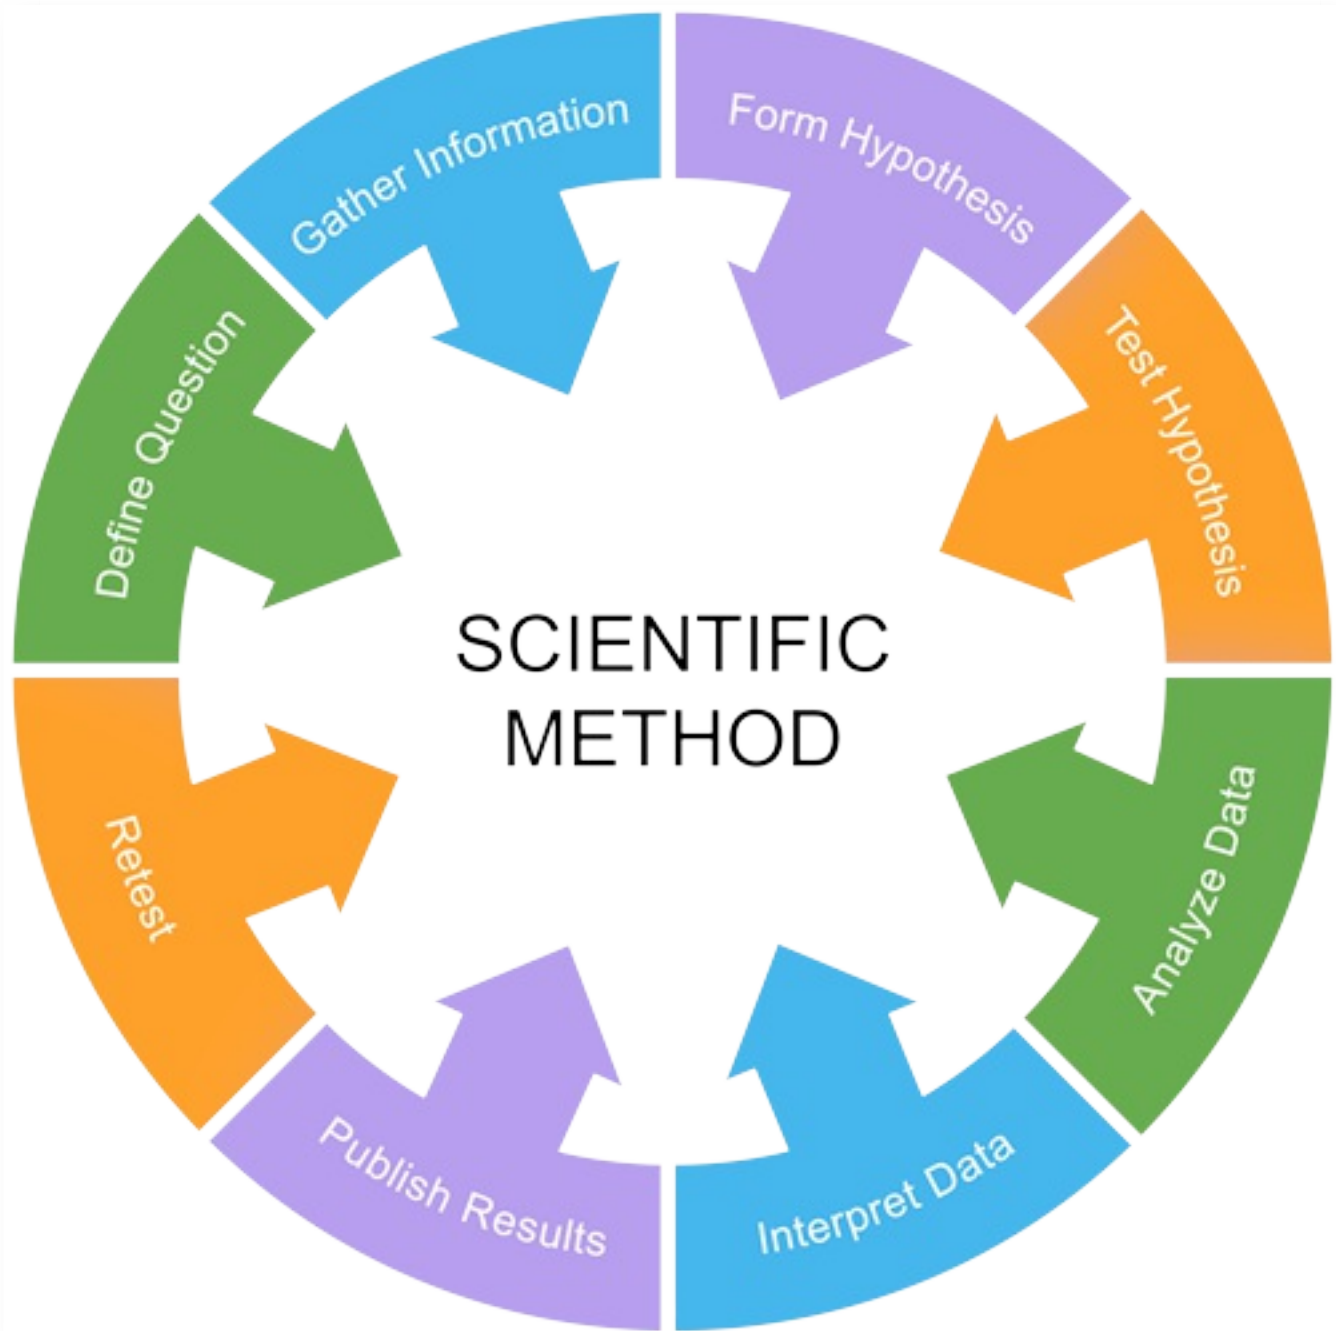 Define Question
Gather Information
Form Hypothesis
Test Hypothesis
Analyze Data
Interpret Data
Publish Results
Retest
SCIENTIFIC
METHOD